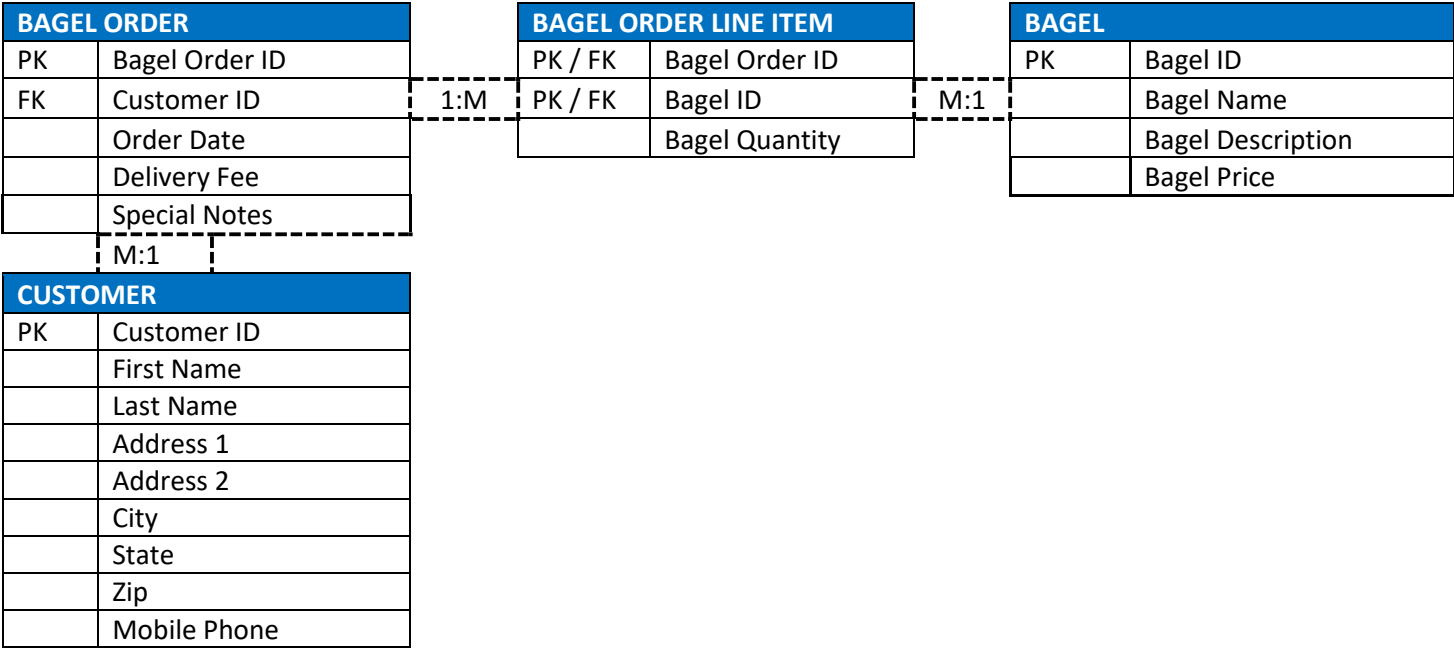 BAGEL ORDER
PK Bagel Order ID
FK Customer ID
Order Date
Delivery Fee
Special Notes
1:M
BAGEL ORDER LINE ITEM
PK / FK Bagel Order ID
PK / FK Bagel ID
Bagel Quantity
M:1
BAGEL
PK Bagel ID
Bagel Name
Bagel Description
Bagel Price
M:1
CUSTOMER
PK Customer ID
First Name
Last Name
Address 1
Address 2
City
State
Zip
Mobile Phone